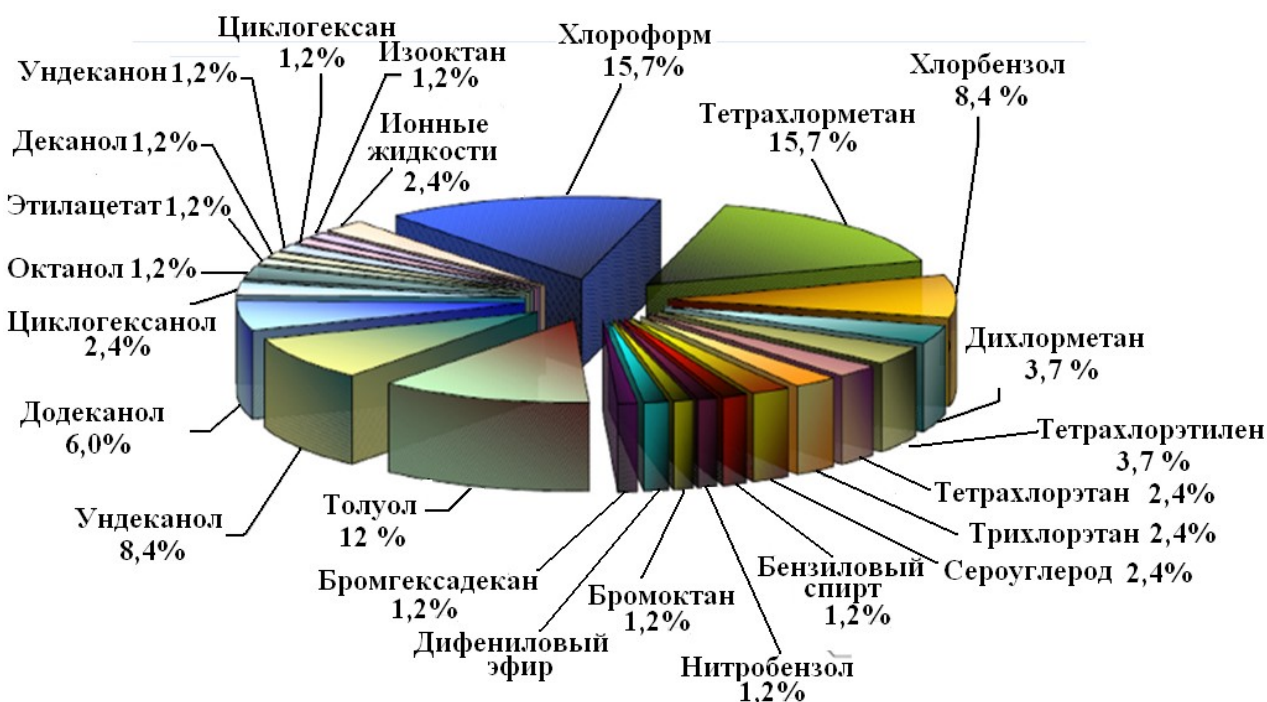 Циклогексан
1,2%
Изооктан
1,2%
Хлороформ
15,7%
Хлорбензол
8,4 %
Ундеканон 1,2%
Тетрахлорметан
15,7 %
Ионные
жидкости
2,4%
Деканол 1,2%
Этилацетат 1,2%
Октанол 1,2%
Циклогексанол
2,4%
Дихлорметан
3,7 %
Додеканол
6,0%
Тетрахлорэтилен
3,7 %
Тетрахлорэтан 2,4%
Ундеканол
8,4%
Толуол
12 %
Трихлорэтан 2,4%
Сероуглерод 2,4%
Бромгексадекан
1,2%
Бензиловый
спирт
1,2%
Бромоктан
1,2%
Дифениловый
эфир
Нитробензол
1,2%